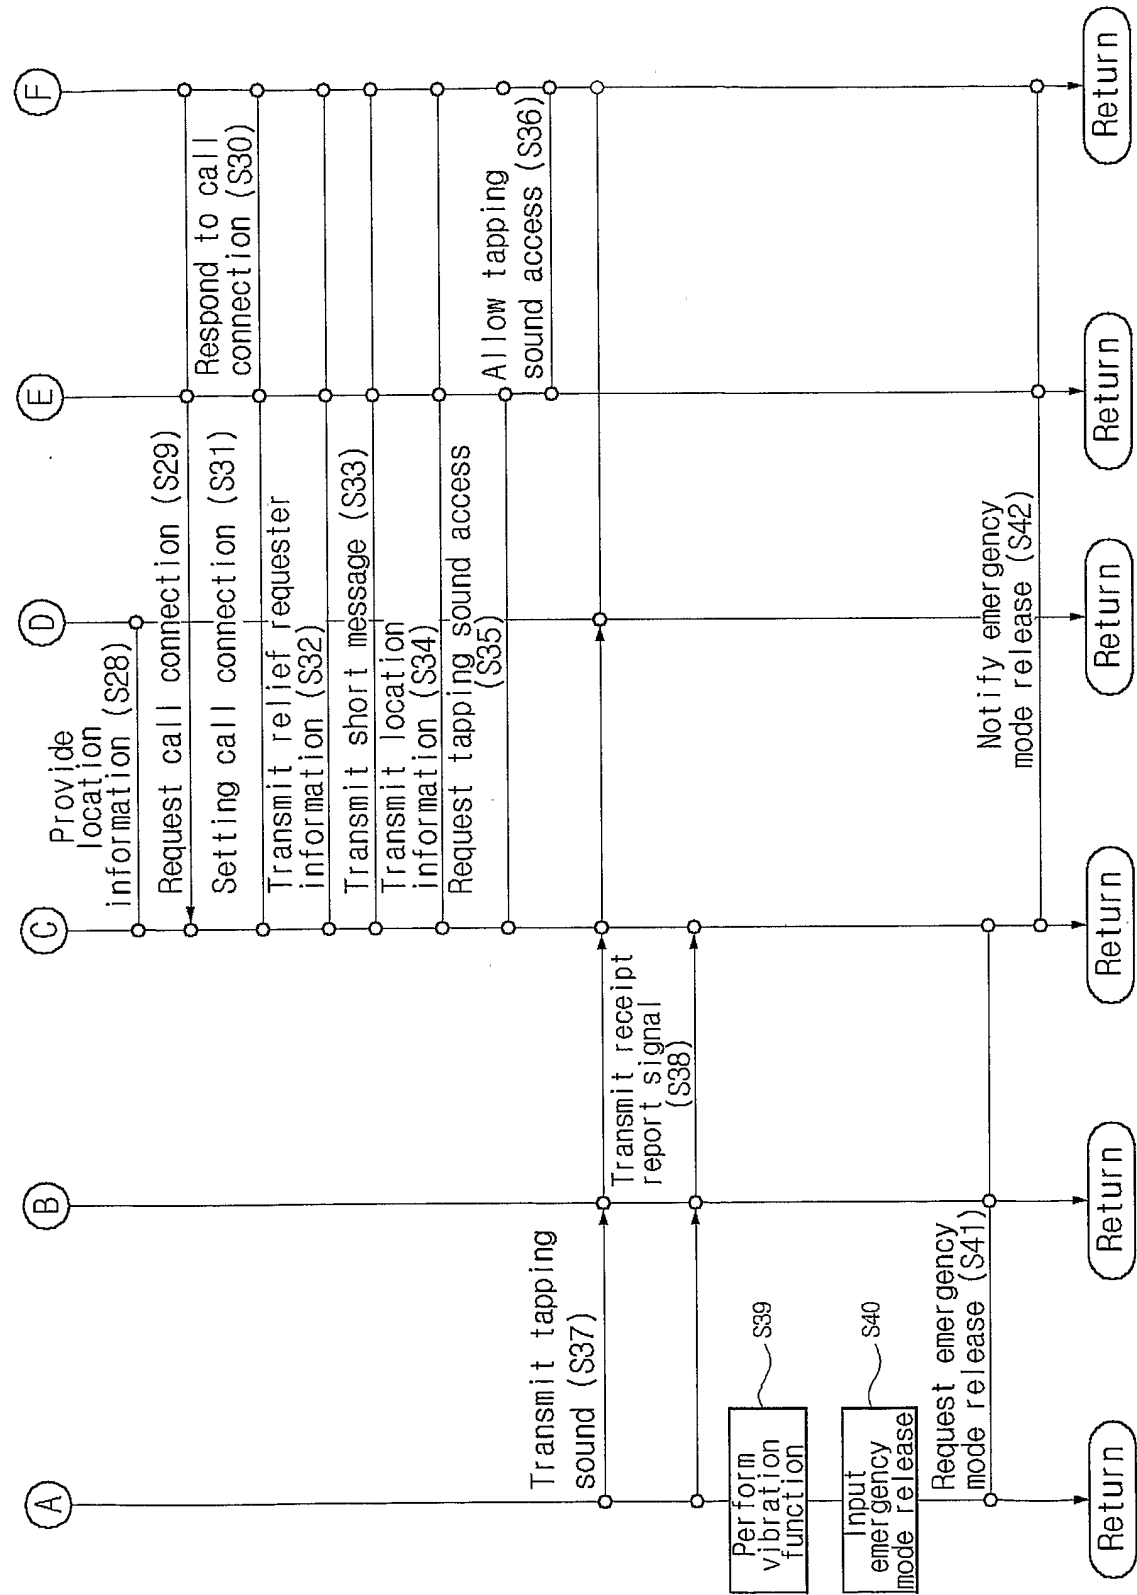 A
B
C
D
E
F
Provide
location
information (S28)
Request call connection (S29)
Respond to call
connection (S30)
Setting call connection (S31)
Transmit relief requester
information (S32)
Transmit short message (S33)
Transmit location
information (S34)
Request tapping sound access
(S35)
Allow tapping
sound access (S36)
Transmit tapping
sound (S37)
Transmit receipt
report signal
(S38)
Perform
vibration
function
S39
Input
emergency
mode release
S40
Request emergency
mode release (S41)
Notify emergency
mode release (S42)
Return
Return
Return
Return
Return
Return